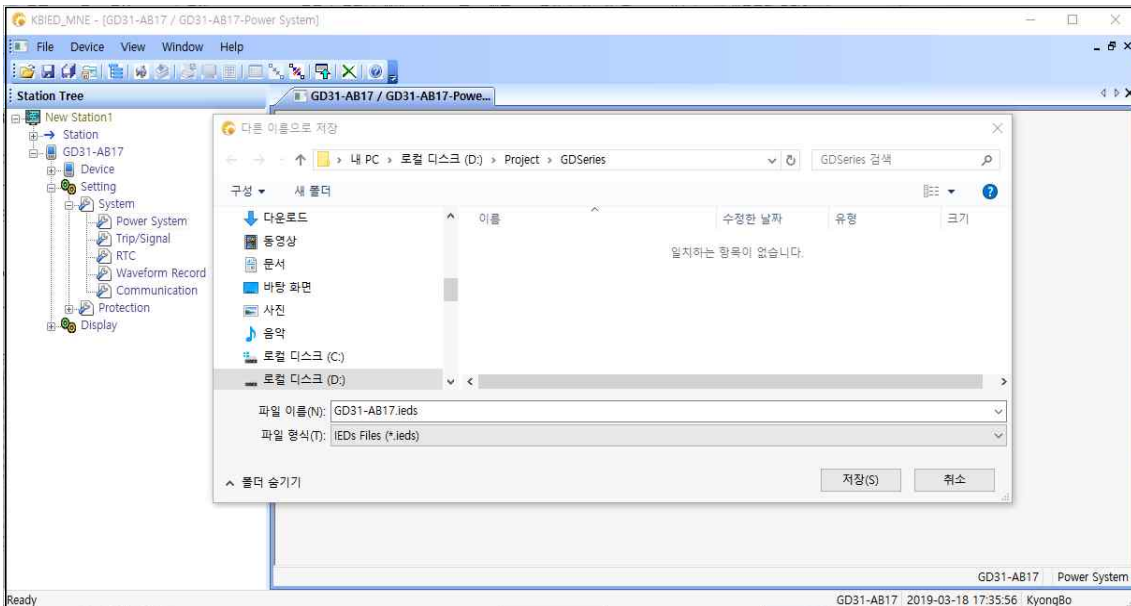 KBIED_MNE - [GD31-AB17 / GD31-AB17-Power System]
File Device View Window Help
Station Tree
GD31-AB17 / GD31-AB17-Powe...
New Station1
Station
GD31-AB17
Device
Setting
System
Power System
Trip/Signal
RTC
Waveform Record
Communication
Protection
Display
다른 이름으로 저장
내 PC > 로컬 디스크 (D:) > Project > GDSeries
GDSeries 검색
구성
새 폴더
다운로드
동영상
문서
바탕 화면
사진
음악
로컬 디스크 (C:)
로컬 디스크 (D:)
이름 수정한 날짜 유형 크기
일치하는 항목이 없습니다.
파일 이름(N): GD31-AB17.ieds
파일 형식(T): IEDs Files (*.ieds)
폴더 숨기기
저장(S)
취소
GD31-AB17 Power System
Ready
GD31-AB17 2019-03-18 17:35:56 KyongBo